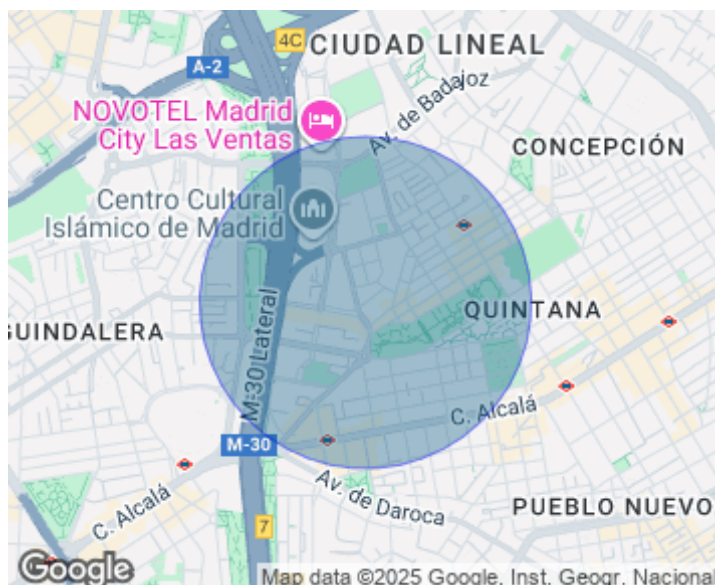 4C
CIUDAD LINEAL
A-2
NOVOTEL Madrid
City Las Ventas
Av. de Badajoz
CONCEPCIÓN
Centro Cultural
Islámico de Madrid
QUINTANA
GUINDALERA
M-30 Lateral
C. Alcalá
M-30
Av. de Daroca
C. Alcalá
PUEBLO NUEVO
7
Google
Map data ©2025 Google, Inst. Geogr. Nacional